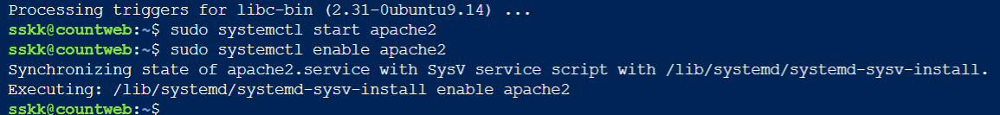 Processing triggers for libc-bin (2.31-0ubuntu9.14) ...
sskk@countweb:~$ sudo systemctl start apache2
sskk@countweb:~$ sudo systemctl enable apache2
Synchronizing state of apache2.service with SysV service script with /lib/systemd/systemd-sysv-install.
Executing: /lib/systemd/systemd-sysv-install enable apache2
sskk@countweb:~$